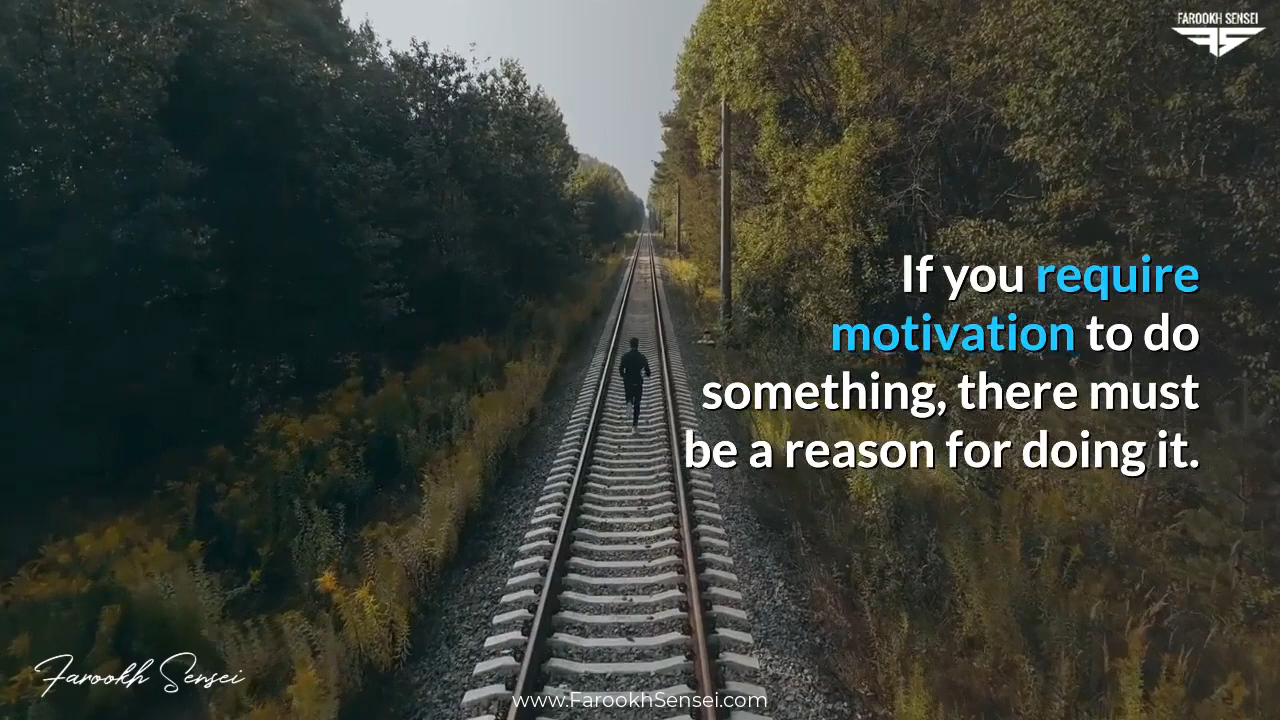 FAROOKH SENSEI
FS
If you require
motivation to do
something, there must
be a reason for doing it.
Farookh Sensei
www.FarookhSensei.com